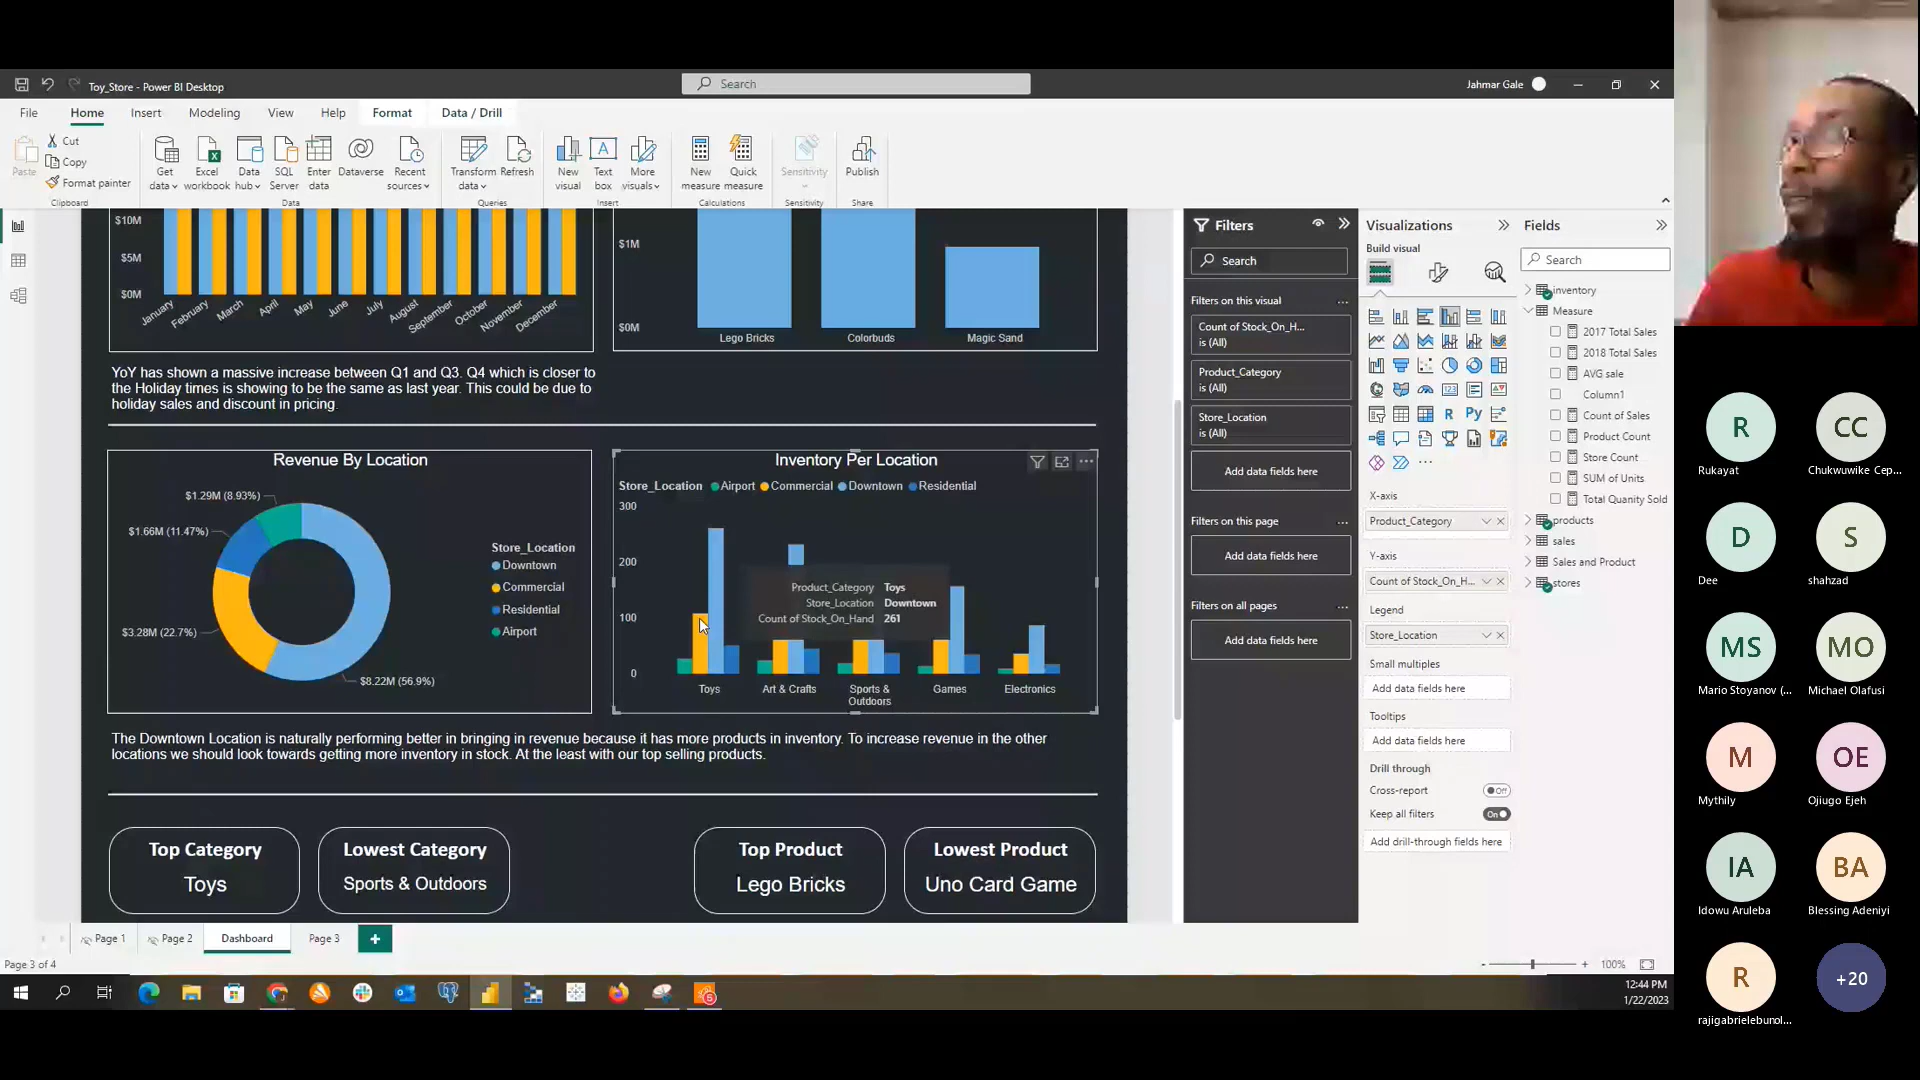 Toy_Store - Power BI Desktop
Search
Jahmar Gale
File
Home
Insert
Modeling
View
Help
Format
Data / Drill
Paste
Cut
Copy
Format painter
Clipboard
Get data
Excel workbook
Data hub
SQL Server
Enter data
Dataverse
Recent sources
Data
Transform data
Refresh
Queries
New visual
Text box
More visuals
Insert
New measure
Quick measure
Calculations
Sensitivity
Sensitivity
Publish
Share
$10M
$5M
$0M
January
February
March
April
May
June
July
August
September
October
November
December
$1M
$0M
Lego Bricks
Colorbuds
Magic Sand
YoY has shown a massive increase between Q1 and Q3. Q4 which is closer to
the Holiday times is showing to be the same as last year. This could be due to
holiday sales and discount in pricing.
Revenue By Location
$1.29M (8.93%)
$1.66M (11.47%)
$3.28M (22.7%)
$8.22M (56.9%)
Store_Location
Downtown
Commercial
Residential
Airport
Inventory Per Location
Store_Location Airport Commercial Downtown Residential
300
200
100
0
Product_Category Toys
Store_Location Downtown
Count of Stock_On_Hand 261
Toys
Art & Crafts
Sports &
Outdoors
Games
Electronics
The Downtown Location is naturally performing better in bringing in revenue because it has more products in inventory. To increase revenue in the other
locations we should look towards getting more inventory in stock. At the least with our top selling products.
Top Category
Toys
Lowest Category
Sports & Outdoors
Top Product
Lego Bricks
Lowest Product
Uno Card Game
Filters
Search
Filters on this visual
Count of Stock_On_H...
is (All)
Product_Category
is (All)
Store_Location
is (All)
Add data fields here
Filters on this page
Add data fields here
Filters on all pages
Add data fields here
Visualizations
Build visual
R
Py
123
X-axis
Product_Category
Y-axis
Count of Stock_On_H...
Legend
Store_Location
Small multiples
Add data fields here
Tooltips
Add data fields here
Drill through
Cross-report
Off
Keep all filters
On
Add drill-through fields here
Fields
Search
inventory
Measure
2017 Total Sales
2018 Total Sales
AVG sale
Column1
Count of Sales
Product Count
Store Count
SUM of Units
Total Quanity Sold
products
sales
Sales and Product
stores
Page 1
Page 2
Dashboard
Page 3
+
Page 3 of 4
- + 100%
5
12:44 PM
1/22/2023
R
Rukayat
CC
Chukwuwike Cep...
D
Dee
S
shahzad
MS
Mario Stoyanov (...
MO
Michael Olafusi
M
Mythily
OE
Ojiugo Ejeh
IA
Idowu Aruleba
BA
Blessing Adeniyi
R
rajigabrielebunol...
+20